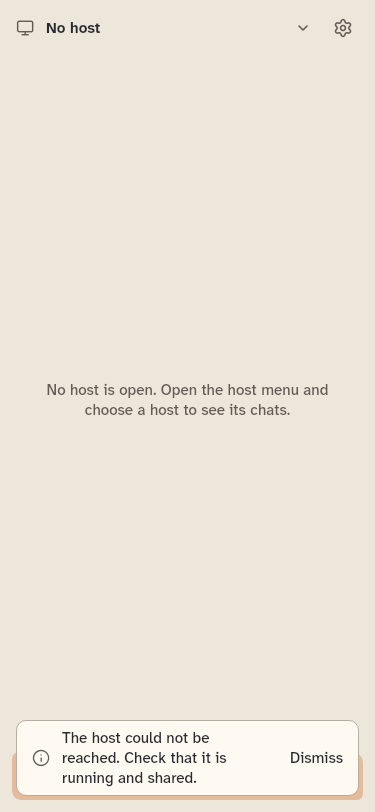 No host
No host is open. Open the host menu and
choose a host to see its chats.
The host could not be
reached. Check that it is
running and shared.
Dismiss